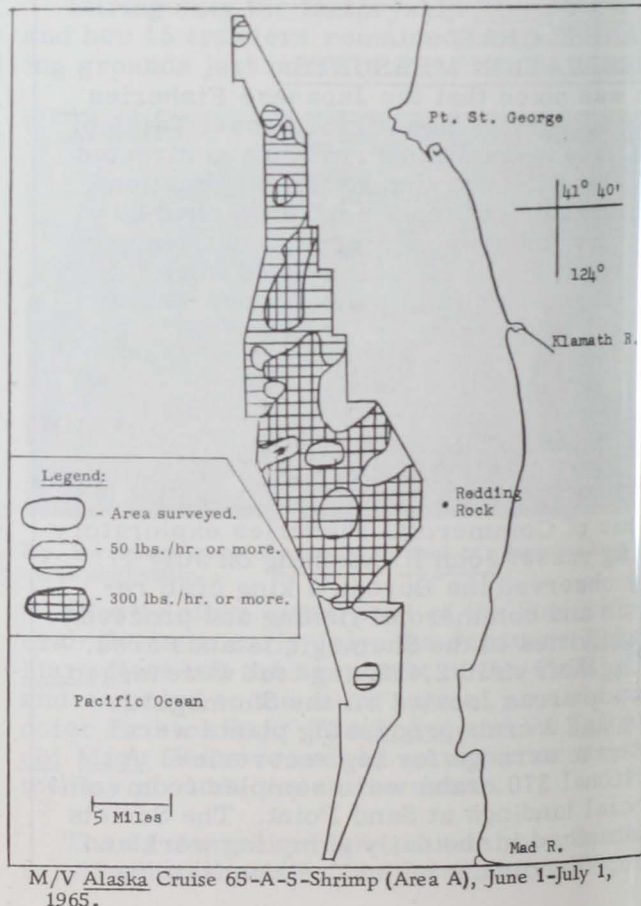 Pt. St. George
41° 40'
124°
Klamath R.
Legend:
- Area surveyed.
- 50 lbs./hr. or more.
- 300 lbs./hr. or more.
Redding
Rock
Pacific Ocean
5 Miles
Mad R.
M/V Alaska Cruise 65-A-5-Shrimp (Area A), June 1-July 1,
1965.